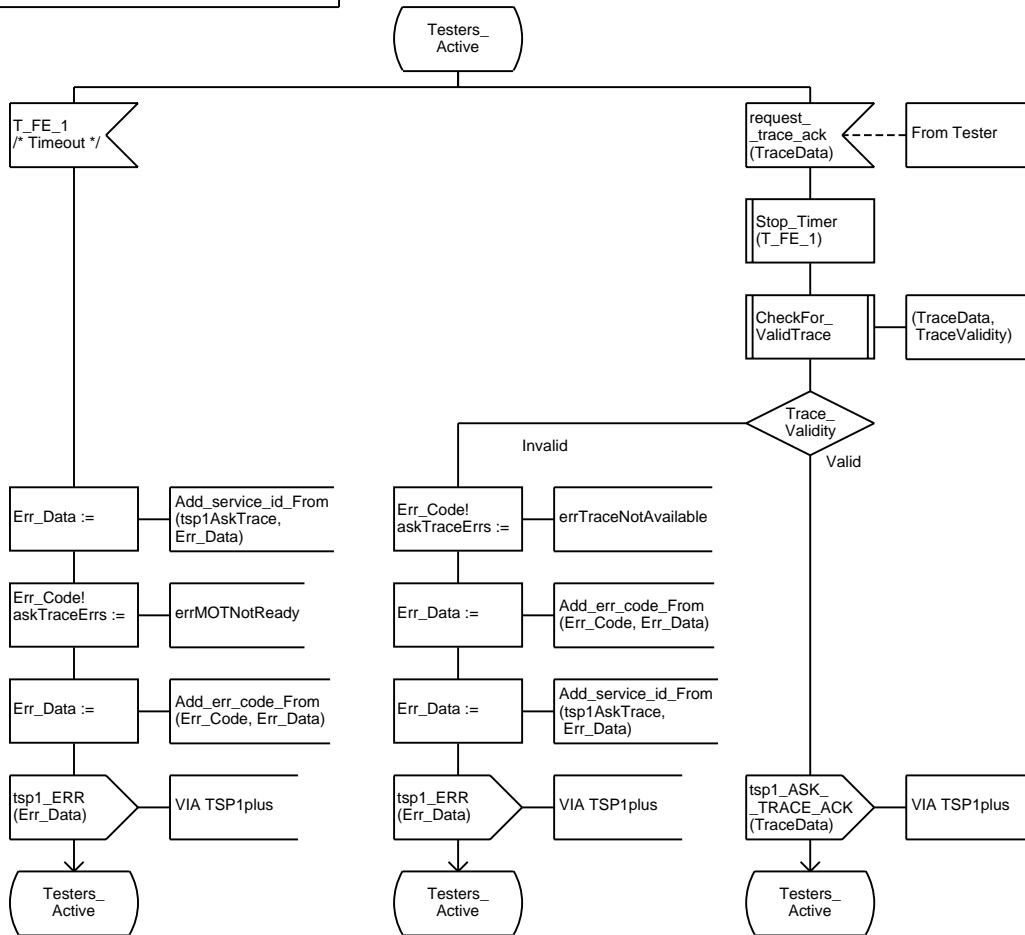 Testers_
Active
T_FE_1
/* Timeout */
request_
_trace_ack
(TraceData)
From Tester
Stop_Timer
(T_FE_1)
CheckFor_
ValidTrace
(TraceData,
TraceValidity)
Trace_
Validity
Invalid
Valid
Err_Data :=
Add_service_id_From
(tsp1AskTrace,
Err_Data)
Err_Code!
askTraceErrs :=
errTraceNotAvailable
Err_Code!
askTraceErrs :=
errMOTNotReady
Err_Data :=
Add_err_code_From
(Err_Code, Err_Data)
Err_Data :=
Add_err_code_From
(Err_Code, Err_Data)
Err_Data :=
Add_service_id_From
(tsp1AskTrace,
Err_Data)
tsp1_ERR
(Err_Data)
VIA TSP1plus
tsp1_ERR
(Err_Data)
VIA TSP1plus
tsp1_ASK_
_TRACE_ACK
(TraceData)
VIA TSP1plus
Testers_
Active
Testers_
Active
Testers_
Active